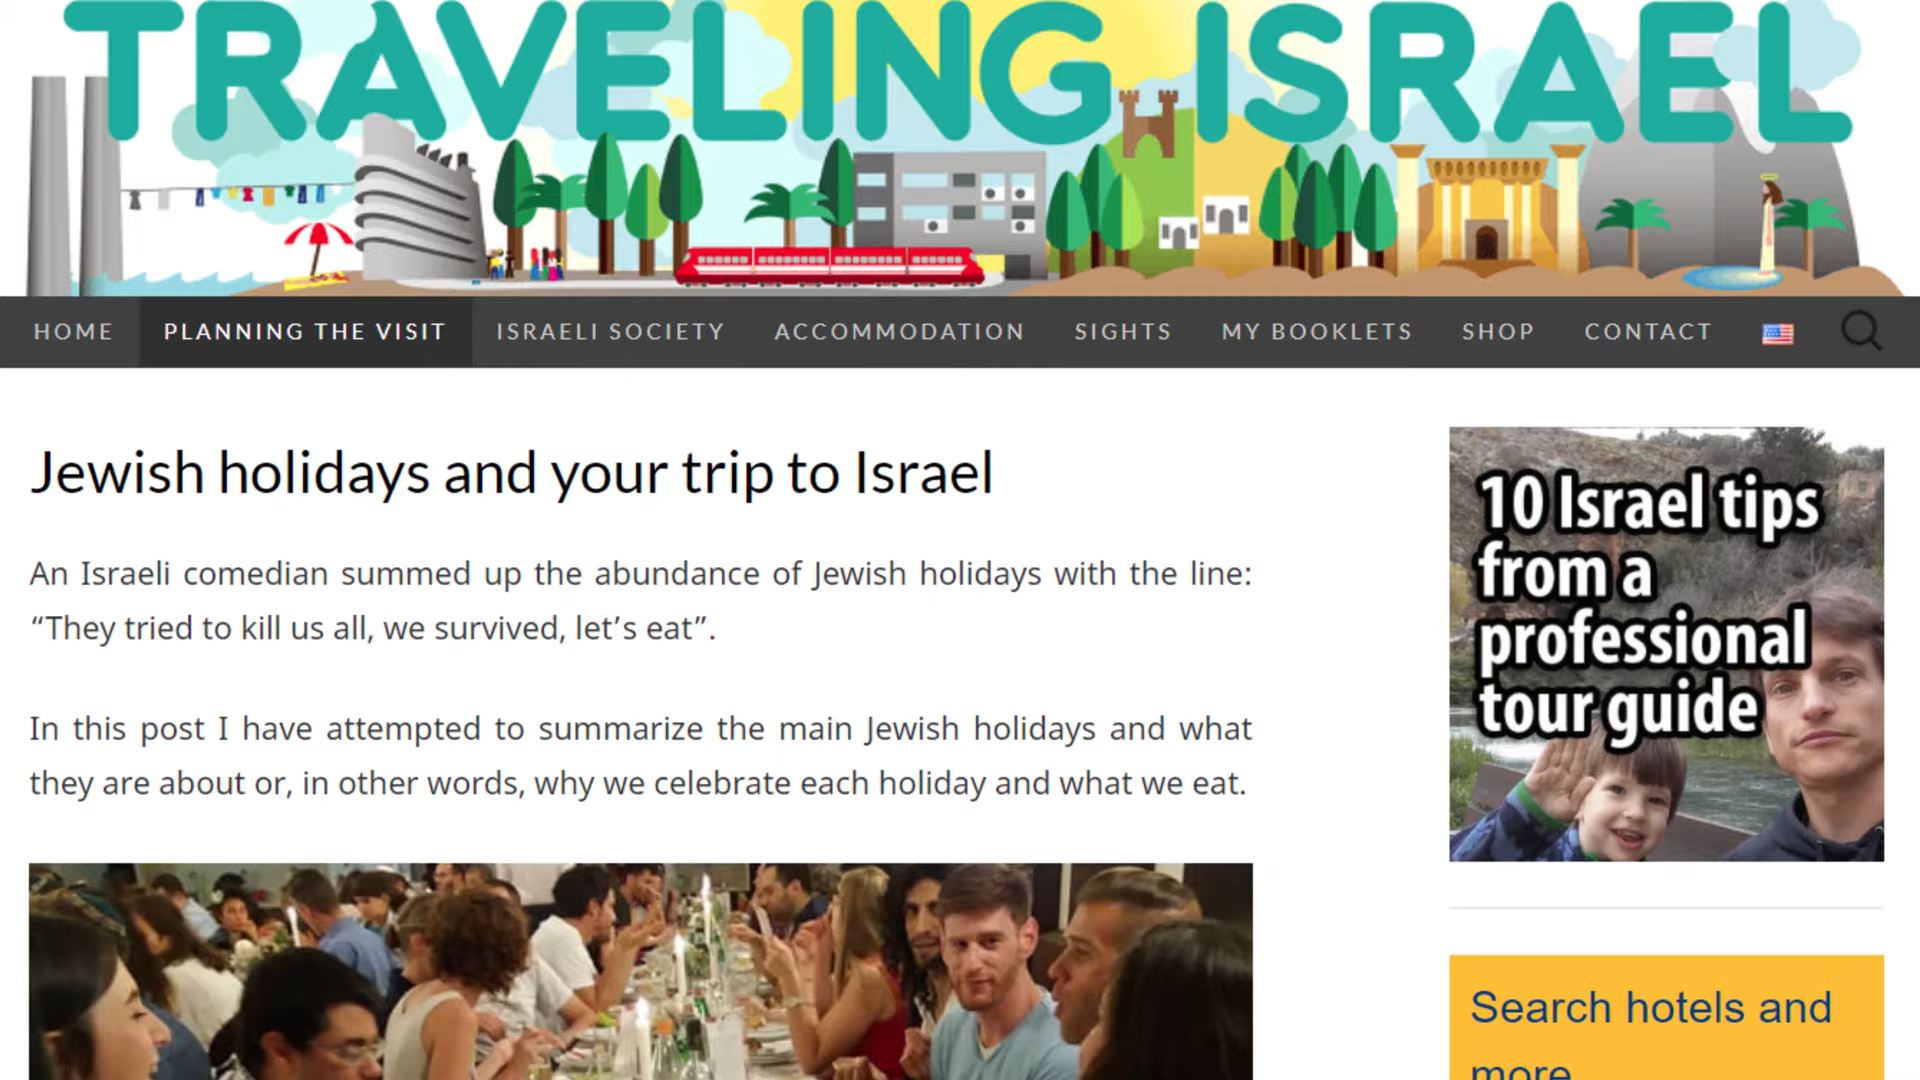 TRAVELING ISRAEL
HOME PLANNING THE VISIT ISRAELI SOCIETY ACCOMMODATION SIGHTS MY BOOKLETS SHOP CONTACT
Jewish holidays and your trip to Israel
An Israeli comedian summed up the abundance of Jewish holidays with the line:
“They tried to kill us all, we survived, let’s eat”.
In this post I have attempted to summarize the main Jewish holidays and what
they are about or, in other words, why we celebrate each holiday and what we eat.
10 Israel tips
from a
professional
tour guide
Search hotels and
more